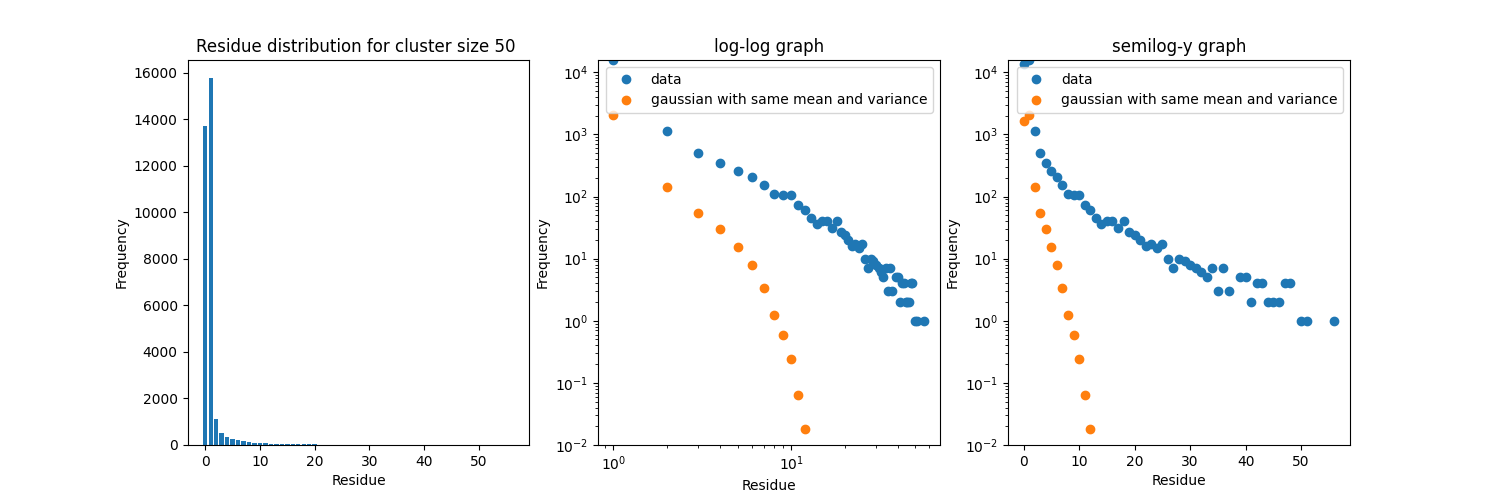 Residue distribution for cluster size 50
Frequency
16000
14000
12000
10000
8000
6000
4000
2000
0
0 10 20 30 40 50
Residue
log-log graph
data
gaussian with same mean and variance
Frequency
10⁴
10³
10²
10¹
10⁰
10⁻¹
10⁻²
10⁰ 10¹
Residue
semilog-y graph
data
gaussian with same mean and variance
Frequency
10⁴
10³
10²
10¹
10⁰
10⁻¹
10⁻²
0 10 20 30 40 50
Residue